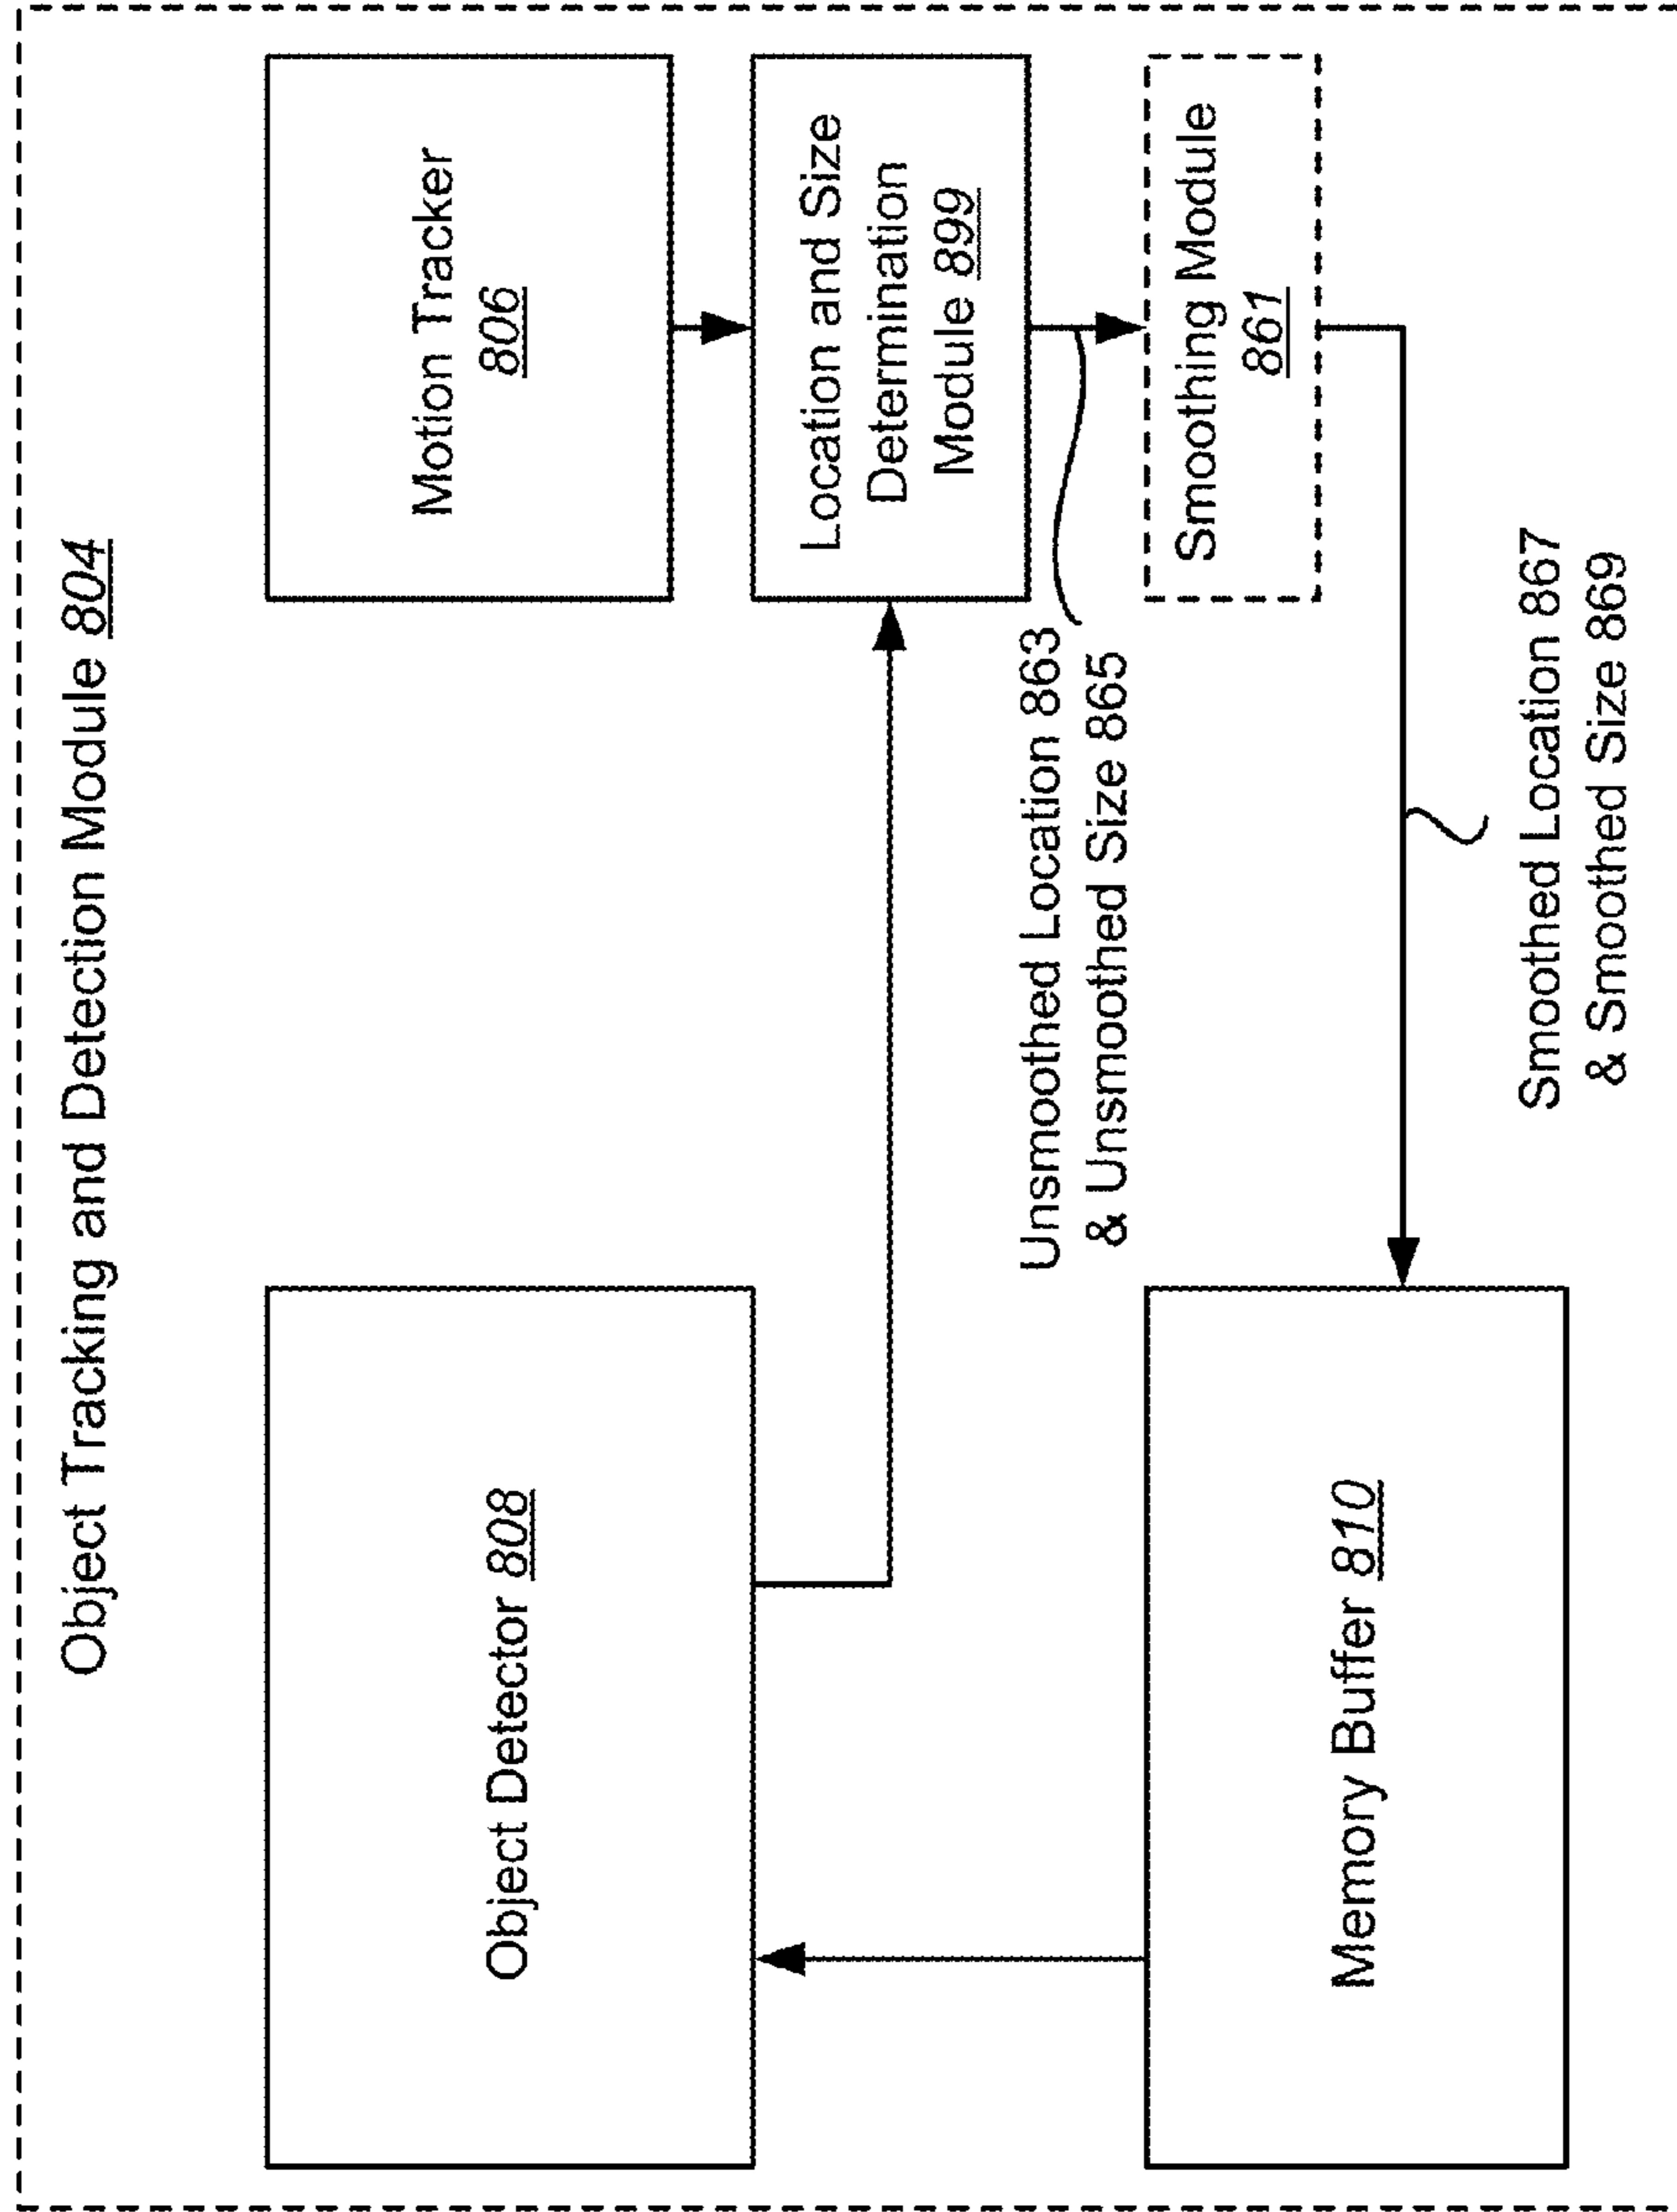 Object Tracking and Detection Module 804
Object Detector 808
Motion Tracker
806
Location and Size
Determination
Module 899
Unsmoothed Location 863
& Unsmoothed Size 865
Smoothing Module
861
Memory Buffer 810
Smoothed Location 867
& Smoothed Size 869